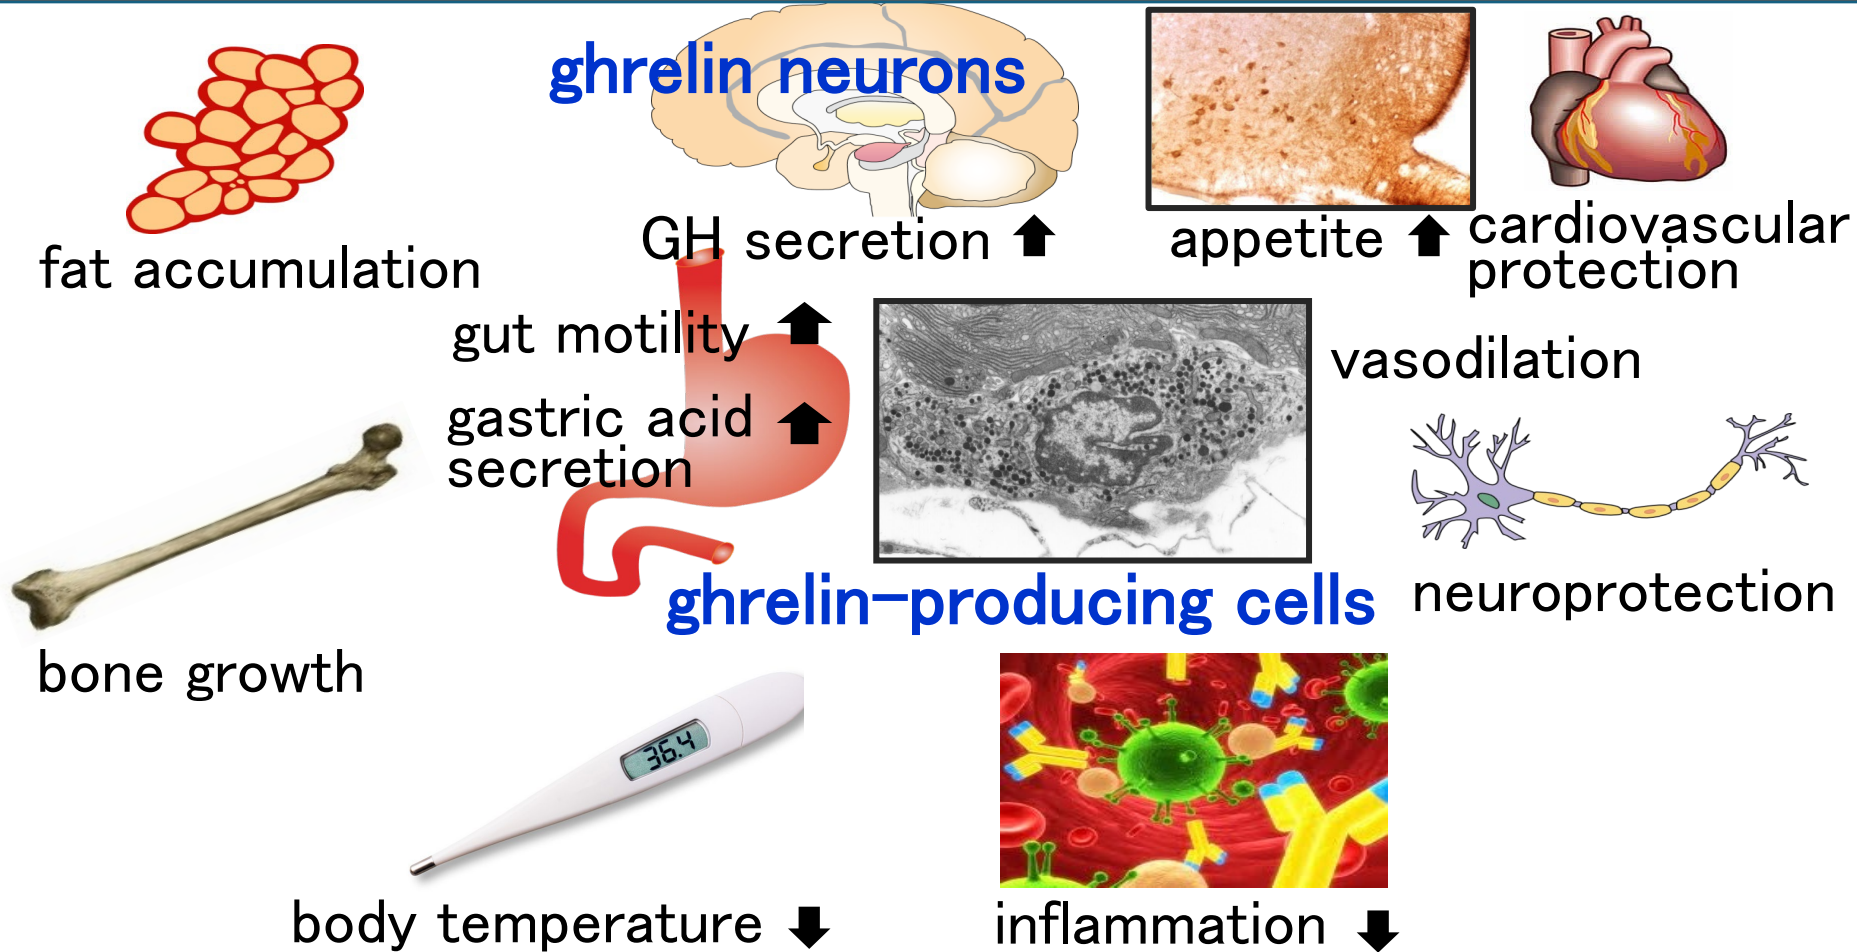 ghrelin neurons
fat accumulation
GH secretion ⬆
appetite ⬆
cardiovascular
protection
gut motility ⬆
gastric acid ⬆
secretion
vasodilation
neuroprotection
ghrelin-producing cells
bone growth
36.4
body temperature ⬇
inflammation ⬇